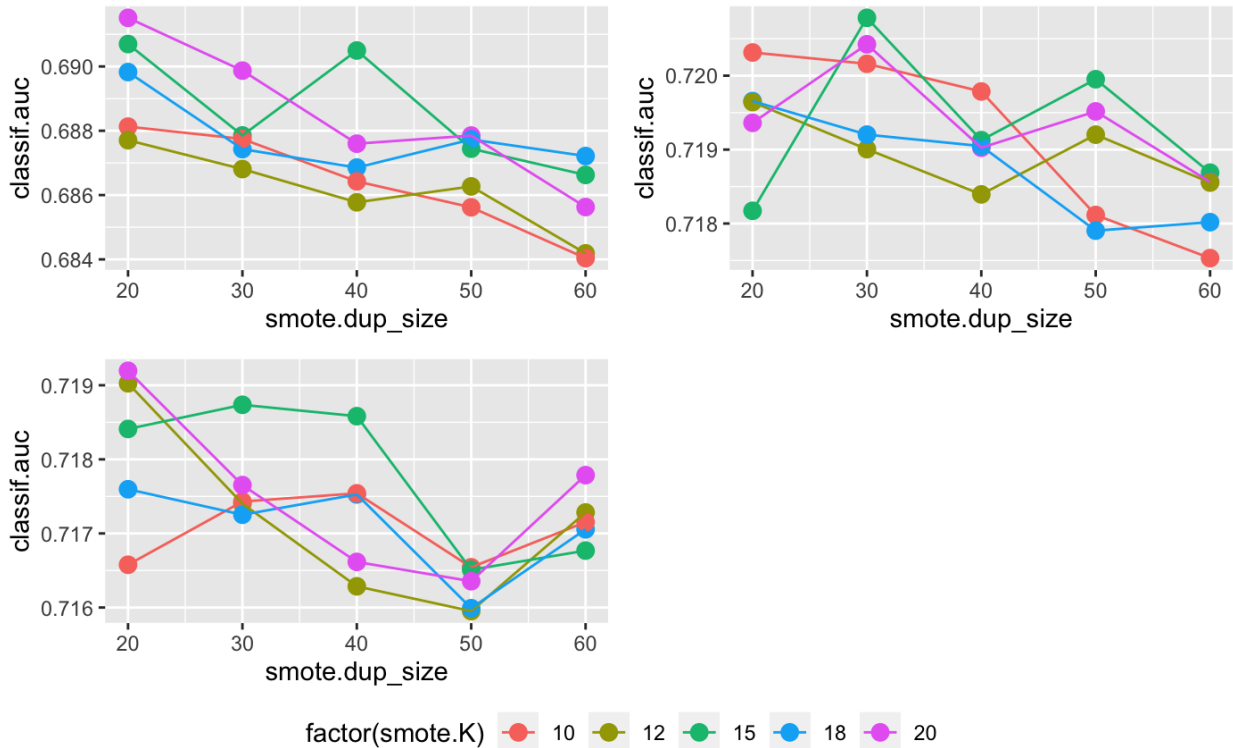 classif.auc
0.690
0.688
0.686
0.684
20 30 40 50 60
smote.dup_size
classif.auc
0.720
0.719
0.718
20 30 40 50 60
smote.dup_size
classif.auc
0.719
0.718
0.717
0.716
20 30 40 50 60
smote.dup_size
factor(smote.K) 10 12 15 18 20